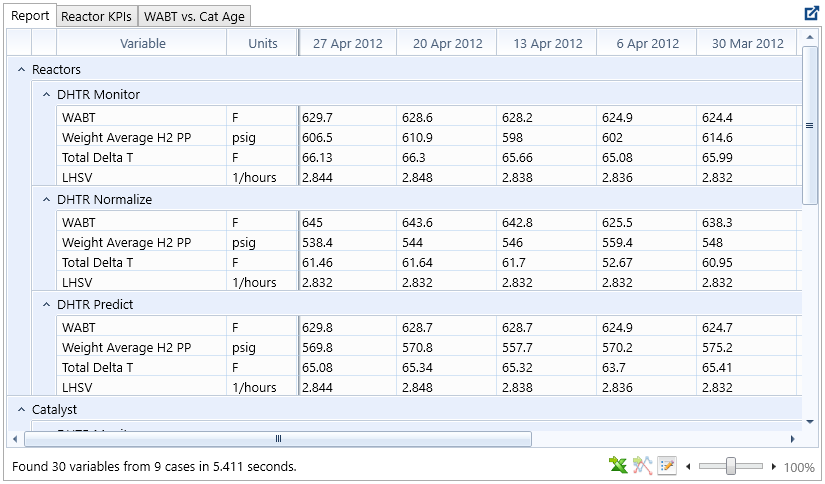 Report Reactor KPIs WABT vs. Cat Age
Variable Units 27 Apr 2012 20 Apr 2012 13 Apr 2012 6 Apr 2012 30 Mar 2012
Reactors
DHTR Monitor
WABT F 629.7 628.6 628.2 624.9 624.4
Weight Average H2 PP psig 606.5 610.9 598 602 614.6
Total Delta T F 66.13 66.3 65.66 65.08 65.99
LHSV 1/hours 2.844 2.848 2.838 2.836 2.832
DHTR Normalize
WABT F 645 643.6 642.8 625.5 638.3
Weight Average H2 PP psig 538.4 544 546 559.4 548
Total Delta T F 61.46 61.64 61.7 52.67 60.95
LHSV 1/hours 2.832 2.832 2.832 2.832 2.832
DHTR Predict
WABT F 629.8 628.7 628.7 624.9 624.7
Weight Average H2 PP psig 569.8 570.8 557.7 570.2 575.2
Total Delta T F 65.08 65.34 65.32 63.7 65.41
LHSV 1/hours 2.844 2.848 2.838 2.836 2.832
Catalyst
Found 30 variables from 9 cases in 5.411 seconds. 100%